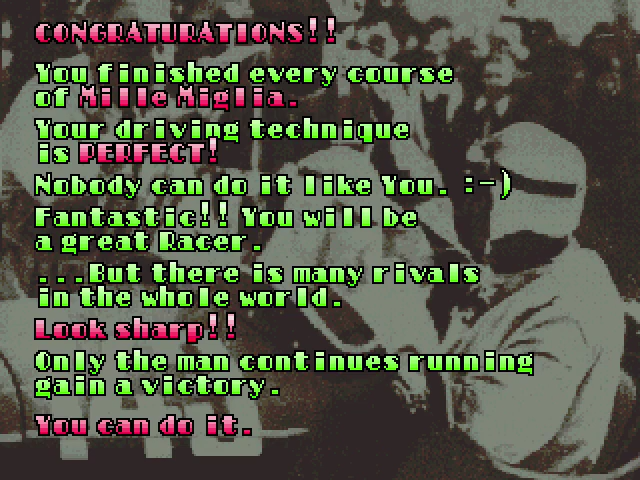 CONGRATURATIONS!!
You finished every course
of Mille Miglia.
Your driving technique
is PERFECT!
Nobody can do it like You. :-)
Fantastic!! You will be
a great Racer.
...But there is many rivals
in the whole world.
Look sharp!!
Only the man continues running
gain a victory.
You can do it.